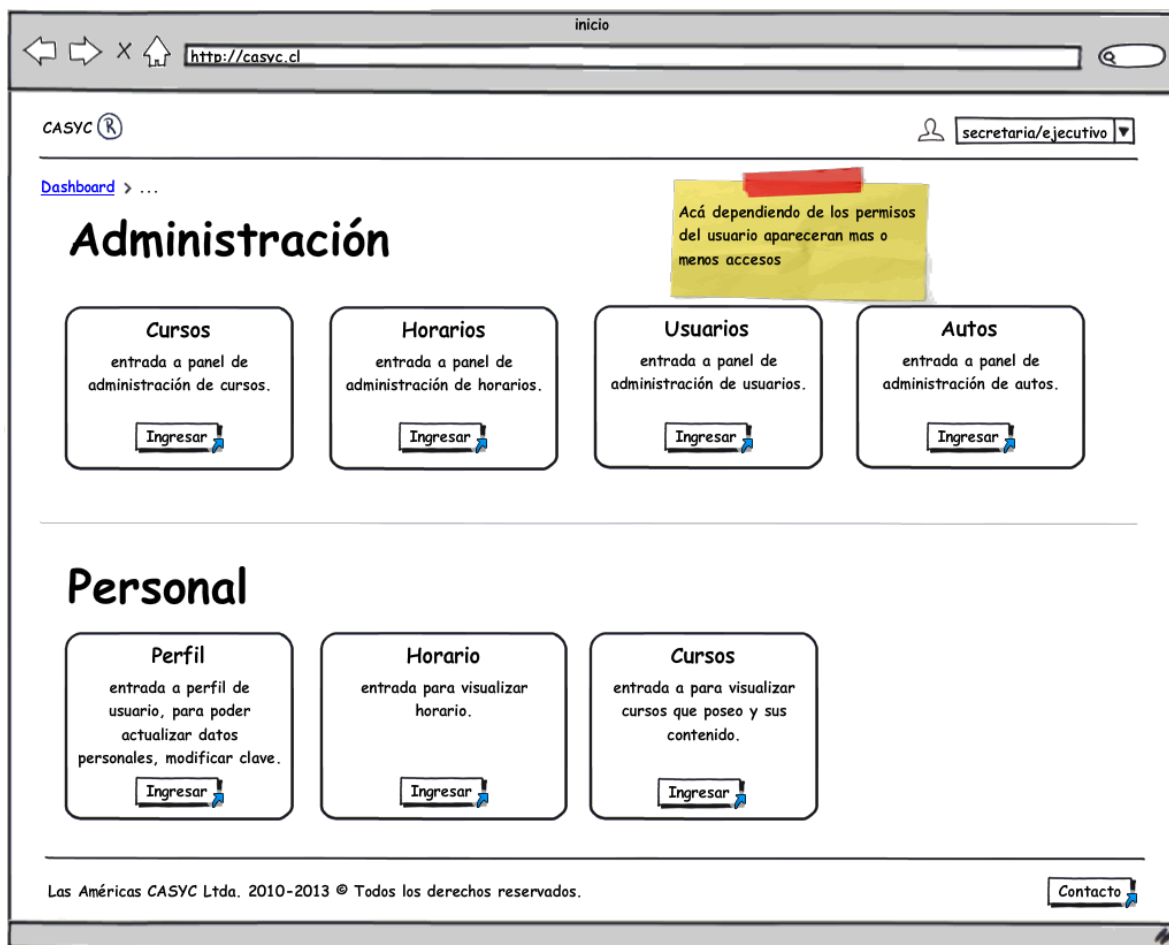 inicio
http://casyc.cl
CASYC R
secretaria/ejecutivo
Dashboard > ...
Acá dependiendo de los permisos
del usuario apareceran mas o
menos accesos
Administración
Cursos
entrada a panel de
administración de cursos.
Ingresar
Horarios
entrada a panel de
administración de horarios.
Ingresar
Usuarios
entrada a panel de
administración de usuarios.
Ingresar
Autos
entrada a panel de
administración de autos.
Ingresar
Personal
Perfil
entrada a perfil de
usuario, para poder
actualizar datos
personales, modificar clave.
Ingresar
Horario
entrada para visualizar
horario.
Ingresar
Cursos
entrada a para visualizar
cursos que poseo y sus
contenido.
Ingresar
Las Américas CASYC Ltda. 2010-2013 © Todos los derechos reservados.
Contacto